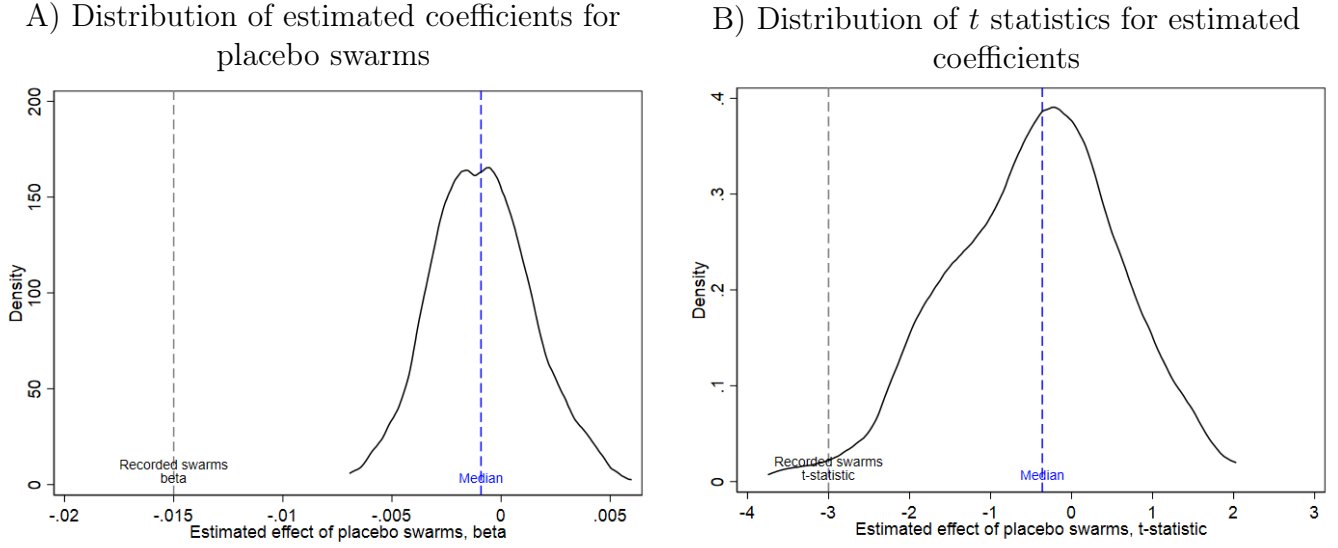 A) Distribution of estimated coefficients for
placebo swarms
200
150
100
50
0
Density
Recorded swarms
beta
Median
-.02
-.015
-.01
-.005
0
.005
Estimated effect of placebo swarms, beta
B) Distribution of t statistics for estimated
coefficients
.4
.3
.2
.1
0
Density
Recorded swarms
t-statistic
Median
-4
-3
-2
-1
0
1
2
3
Estimated effect of placebo swarms, t-statistic